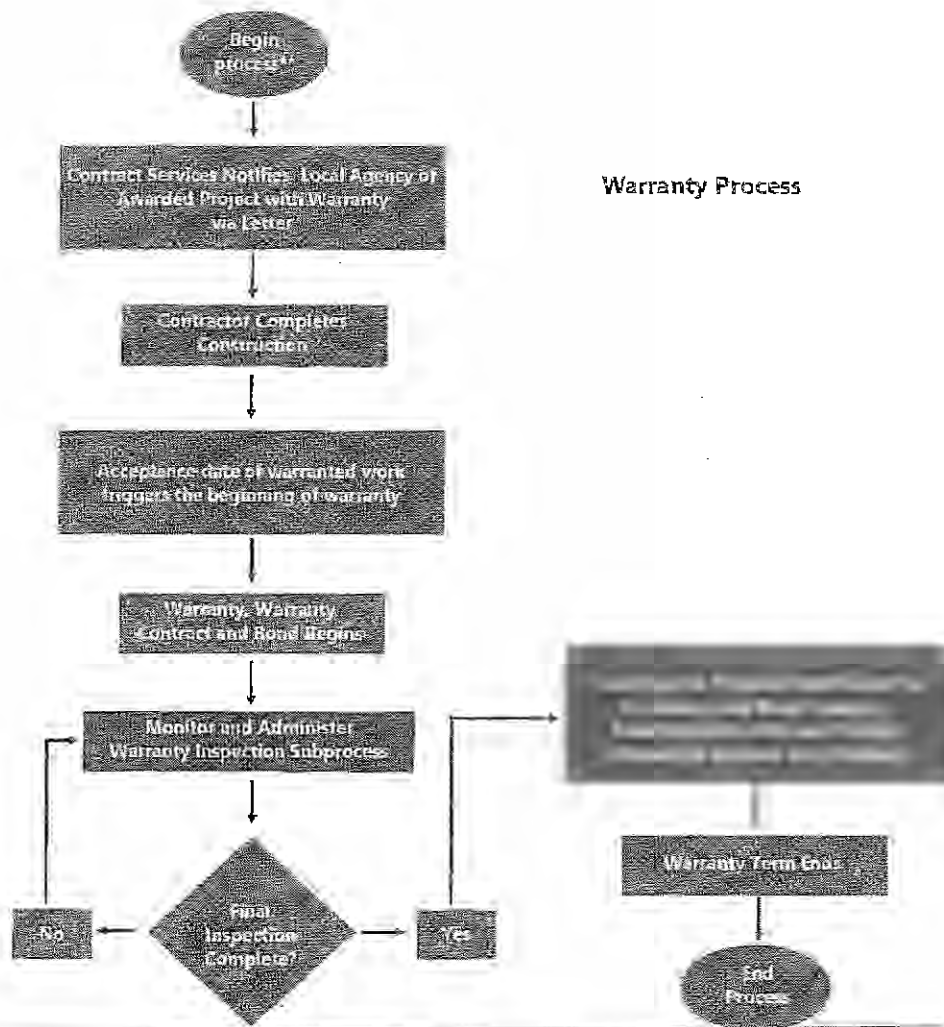 Begin
process**
Contract Services Notifies Local Agency of
Awarded Project with Warranty
via Letter
Warranty Process
Contractor Completes
Construction
Acceptance date of warranted work
triggers the beginning of warranty
Warranty, Warranty
Contract and Bond Begins
Monitor and Administer
Warranty Inspection Subprocess
Warranty Term Ends
No
Final
Inspection
Complete?
Yes
End
Process